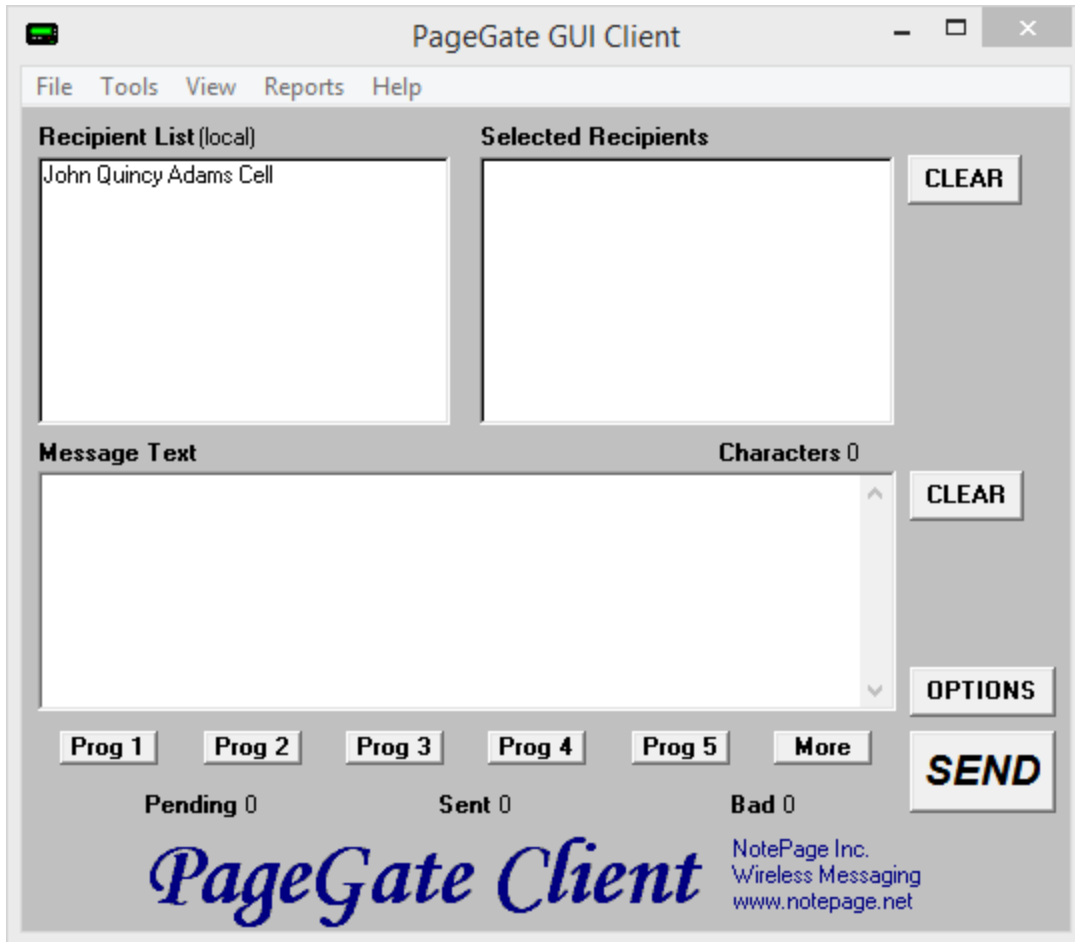 PageGate GUI Client
File Tools View Reports Help
Recipient List (local)
Selected Recipients
John Quincy Adams Cell
CLEAR
Message Text
Characters 0
CLEAR
OPTIONS
Prog 1 Prog 2 Prog 3 Prog 4 Prog 5 More
SEND
Pending 0 Sent 0 Bad 0
PageGate Client
NotePage Inc.
Wireless Messaging
www.notepage.net